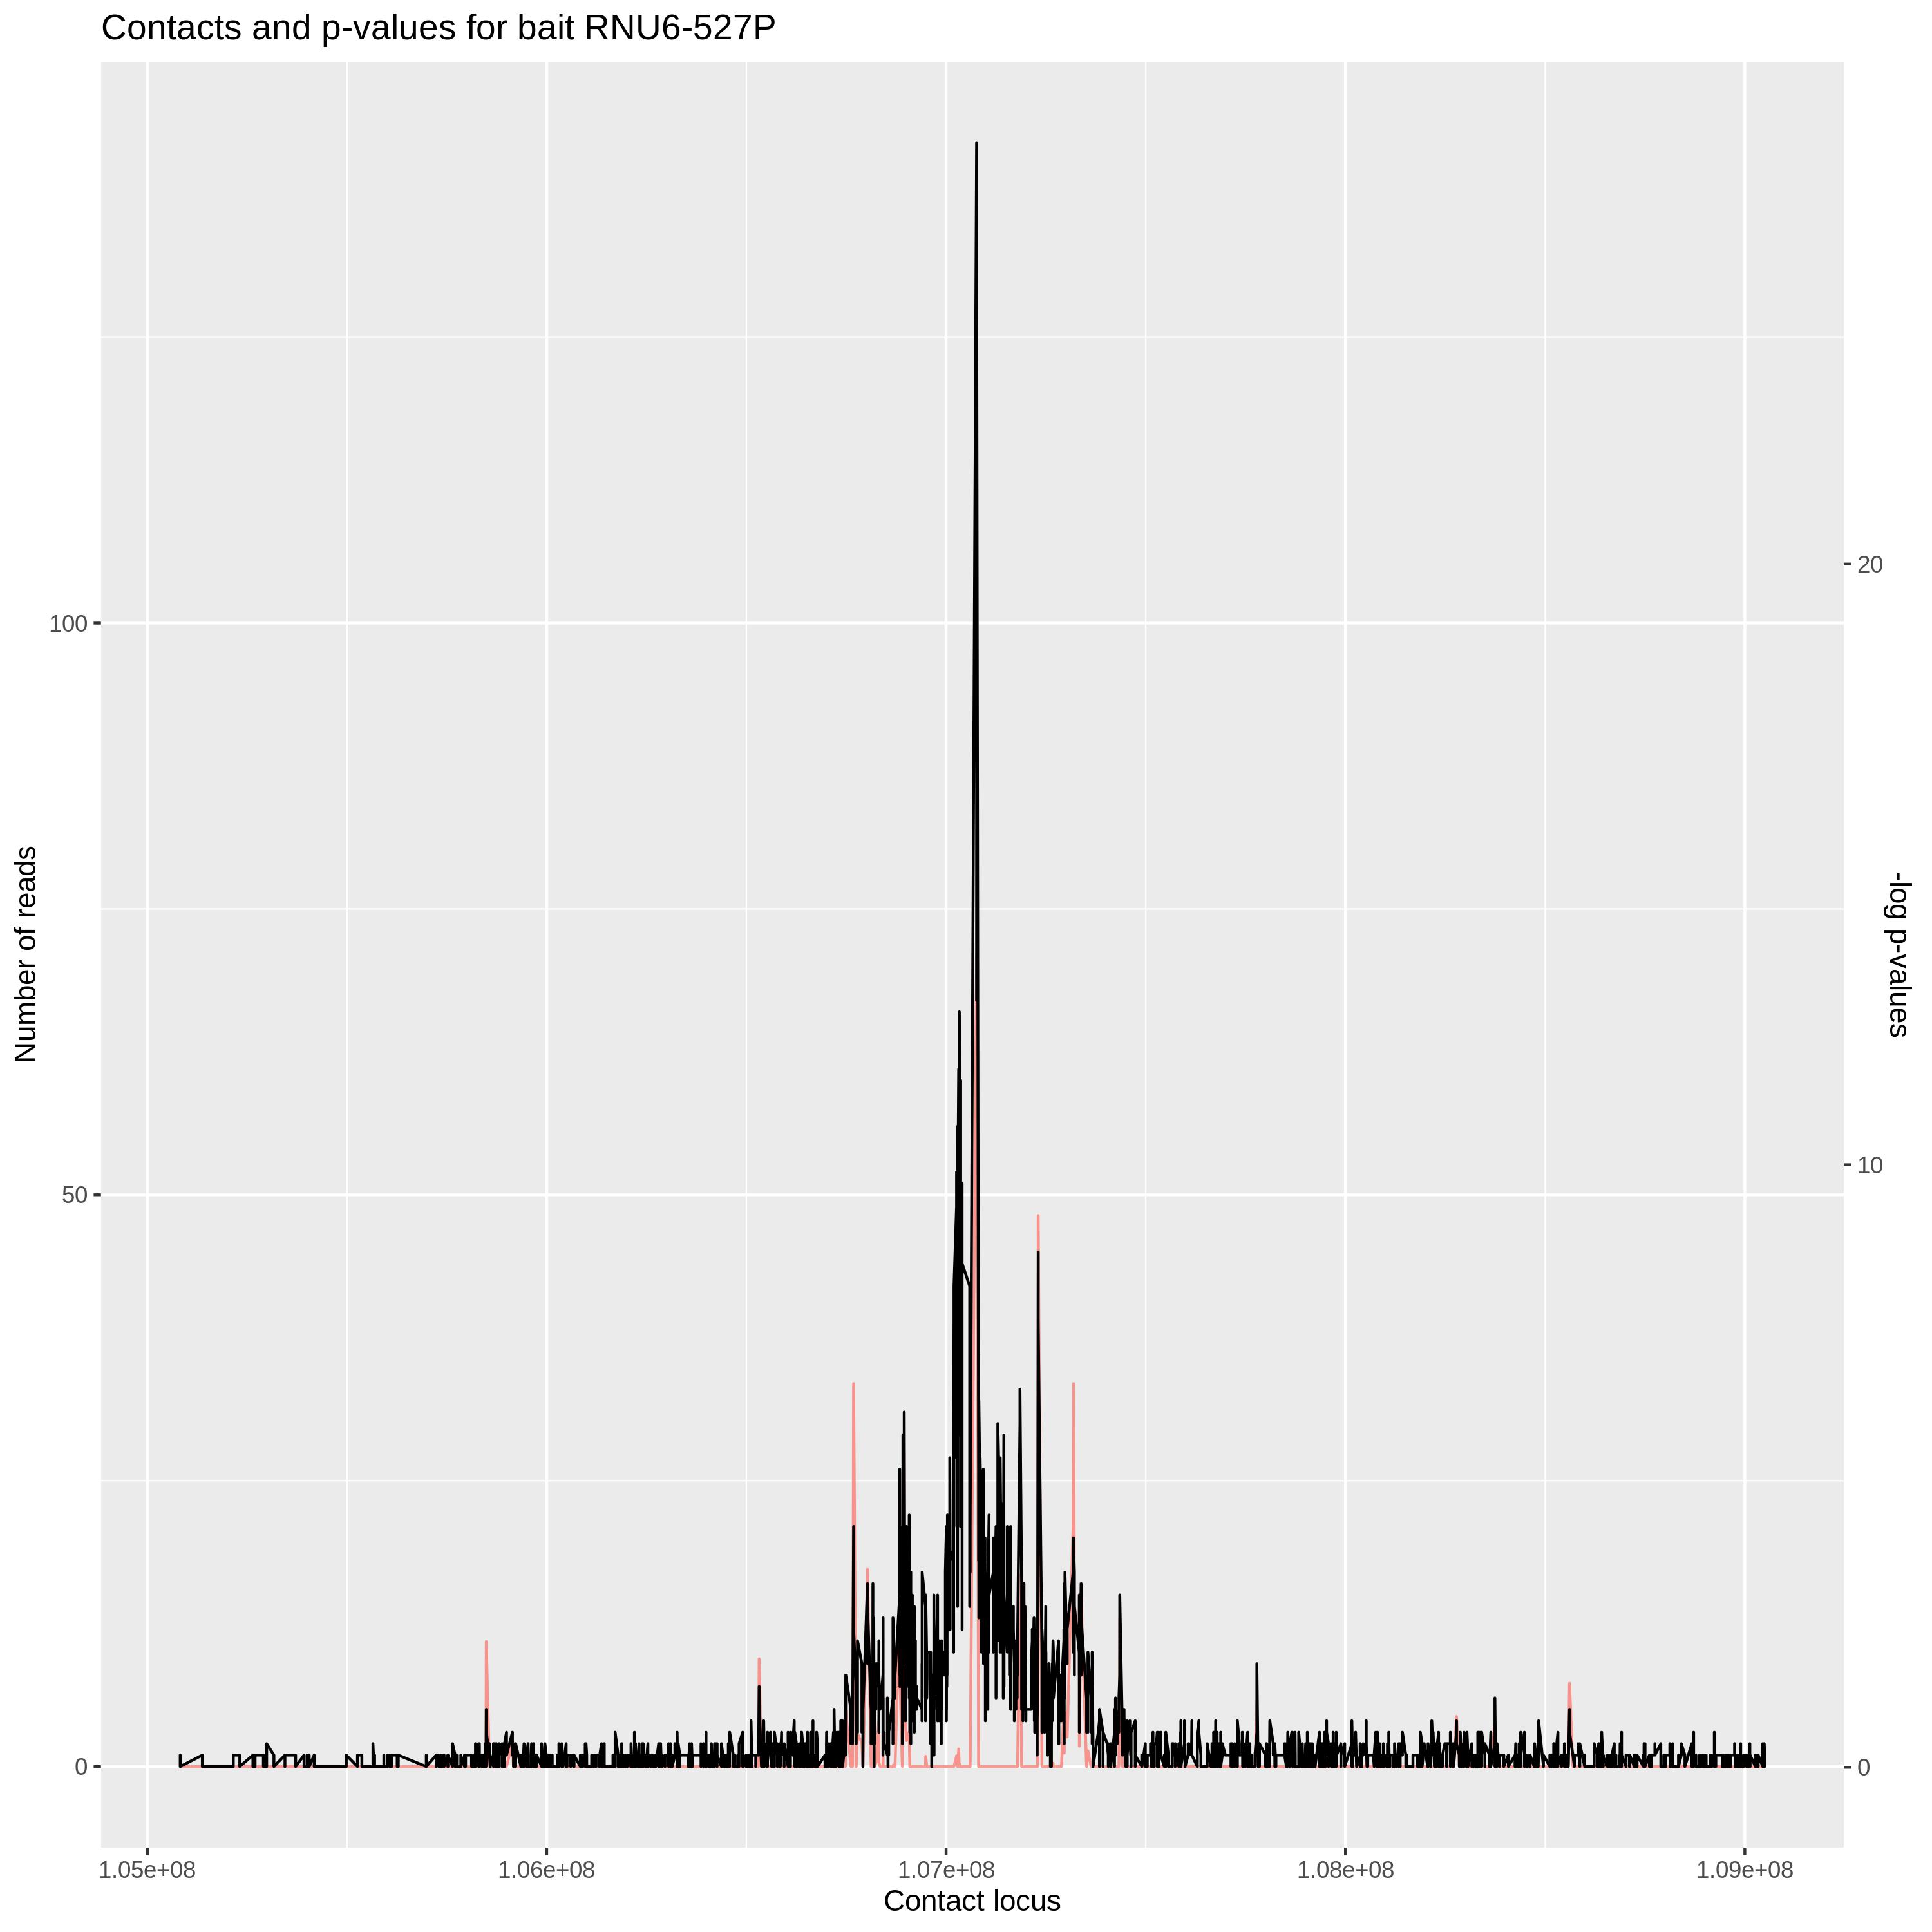 Contacts and p-values for bait RNU6-527P
Number of reads
100
50
0
20
10
0
-log p-values
1.05e+08
1.06e+08
1.07e+08
1.08e+08
1.09e+08
Contact locus